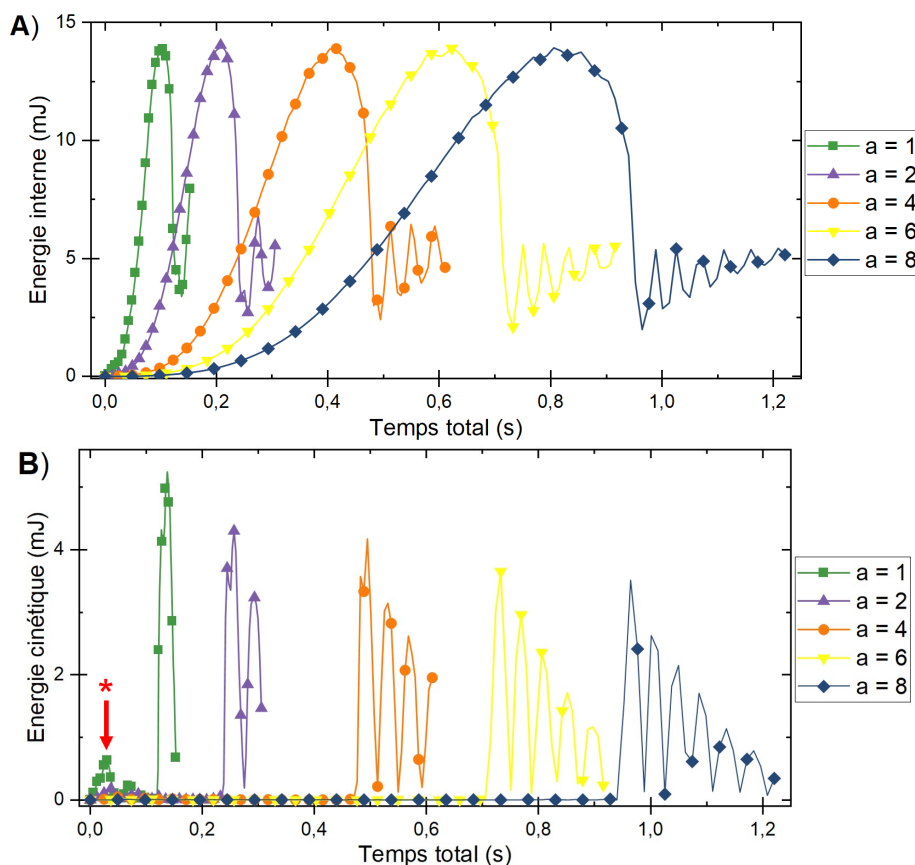 A)
15
10
5
0
Energie interne (mJ)
0,0 0,2 0,4 0,6 0,8 1,0 1,2
Temps total (s)
a = 1
a = 2
a = 4
a = 6
a = 8
B)
4
2
0
Energie cinétique (mJ)
*
0,0 0,2 0,4 0,6 0,8 1,0 1,2
Temps total (s)
a = 1
a = 2
a = 4
a = 6
a = 8